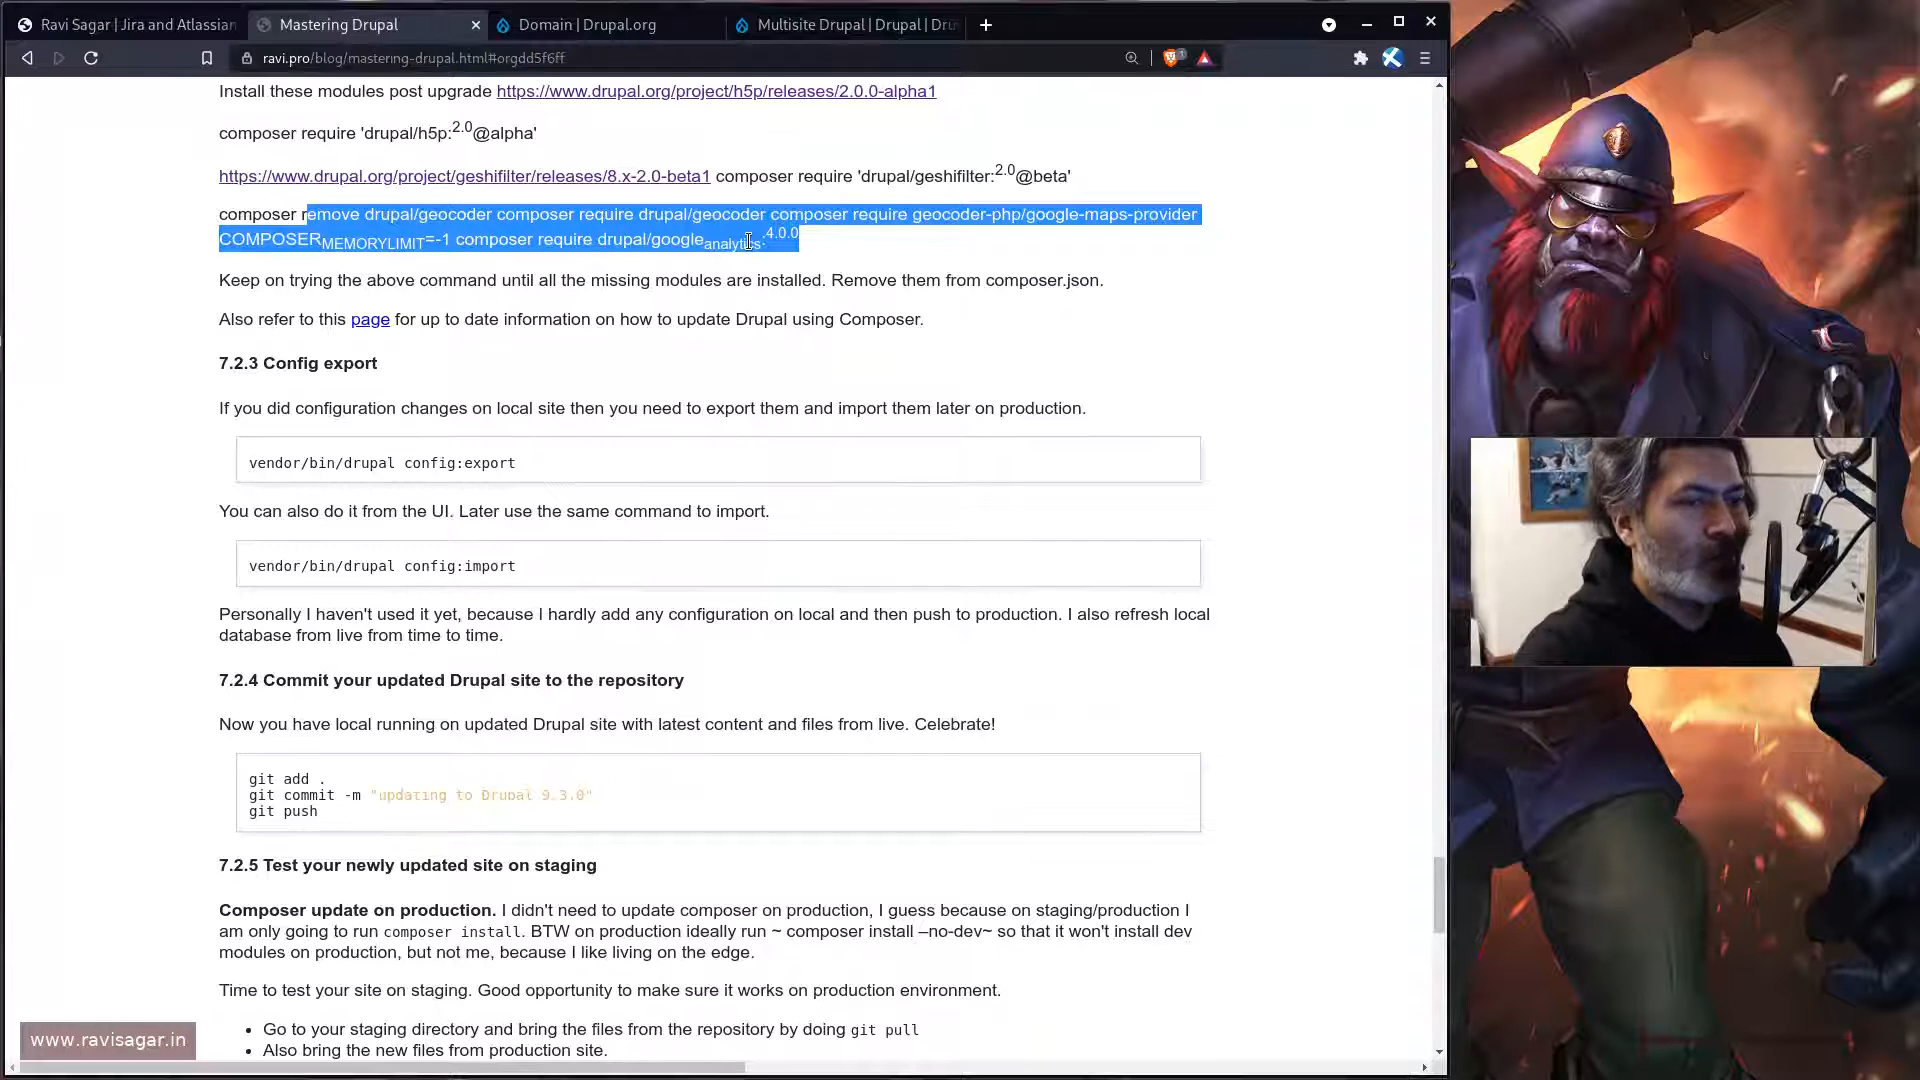 Ravi Sagar | Jira and Atlassian
Mastering Drupal
Domain | Drupal.org
Multisite Drupal | Drupal | Dru
ravi.pro/blog/mastering-drupal.html#orgdd5f6ff
1
Install these modules post upgrade https://www.drupal.org/project/h5p/releases/2.0.0-alpha1
composer require 'drupal/h5p:2.0@alpha'
https://www.drupal.org/project/geshifilter/releases/8.x-2.0-beta1 composer require 'drupal/geshifilter:2.0@beta'
composer remove drupal/geocoder composer require drupal/geocoder composer require geocoder-php/google-maps-provider
COMPOSERMEMORYLIMIT=-1 composer require drupal/googleanalytics:4.0.0
Keep on trying the above command until all the missing modules are installed. Remove them from composer.json.
Also refer to this page for up to date information on how to update Drupal using Composer.
7.2.3 Config export
If you did configuration changes on local site then you need to export them and import them later on production.
vendor/bin/drupal config:export
You can also do it from the UI. Later use the same command to import.
vendor/bin/drupal config:import
Personally I haven't used it yet, because I hardly add any configuration on local and then push to production. I also refresh local
database from live from time to time.
7.2.4 Commit your updated Drupal site to the repository
Now you have local running on updated Drupal site with latest content and files from live. Celebrate!
git add .
git commit -m "updating to Drupal 9.3.0"
git push
7.2.5 Test your newly updated site on staging
Composer update on production. I didn't need to update composer on production, I guess because on staging/production I
am only going to run composer install. BTW on production ideally run ~ composer install –no-dev~ so that it won't install dev
modules on production, but not me, because I like living on the edge.
Time to test your site on staging. Good opportunity to make sure it works on production environment.
• Go to your staging directory and bring the files from the repository by doing git pull
• Also bring the new files from production site.
www.ravisagar.in